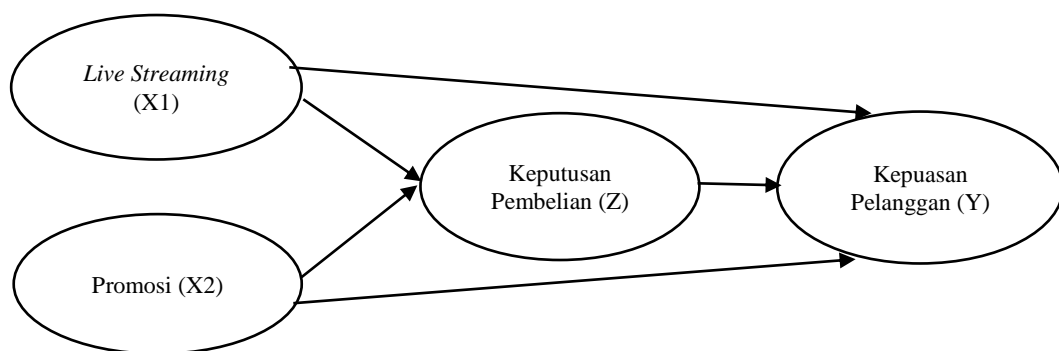 Live Streaming
(X1)
Keputusan
Pembelian (Z)
Kepuasan
Pelanggan (Y)
Promosi (X2)